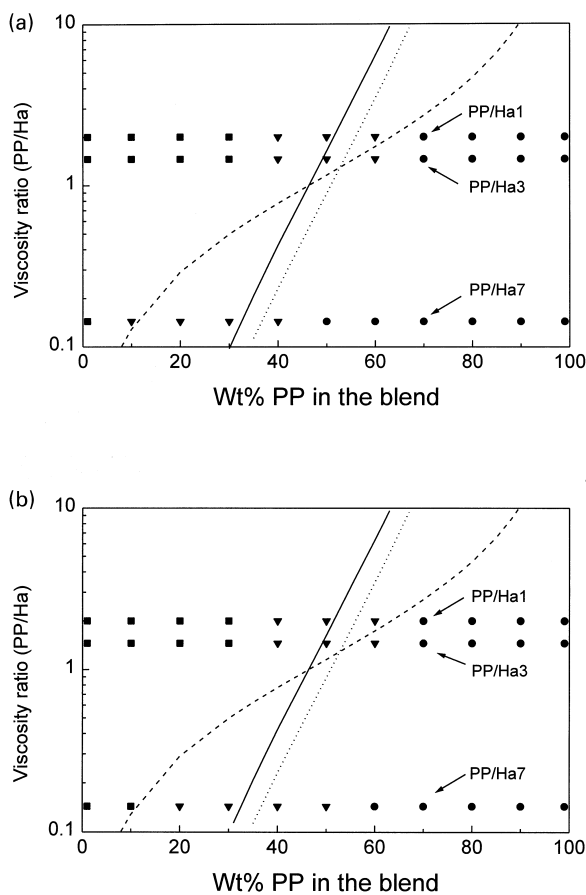 (a)
10
1
0.1
Viscosity ratio (PP/Ha)
PP/Ha1
PP/Ha3
PP/Ha7
0 20 40 60 80 100
Wt% PP in the blend
(b)
10
1
0.1
Viscosity ratio (PP/Ha)
PP/Ha1
PP/Ha3
PP/Ha7
0 20 40 60 80 100
Wt% PP in the blend